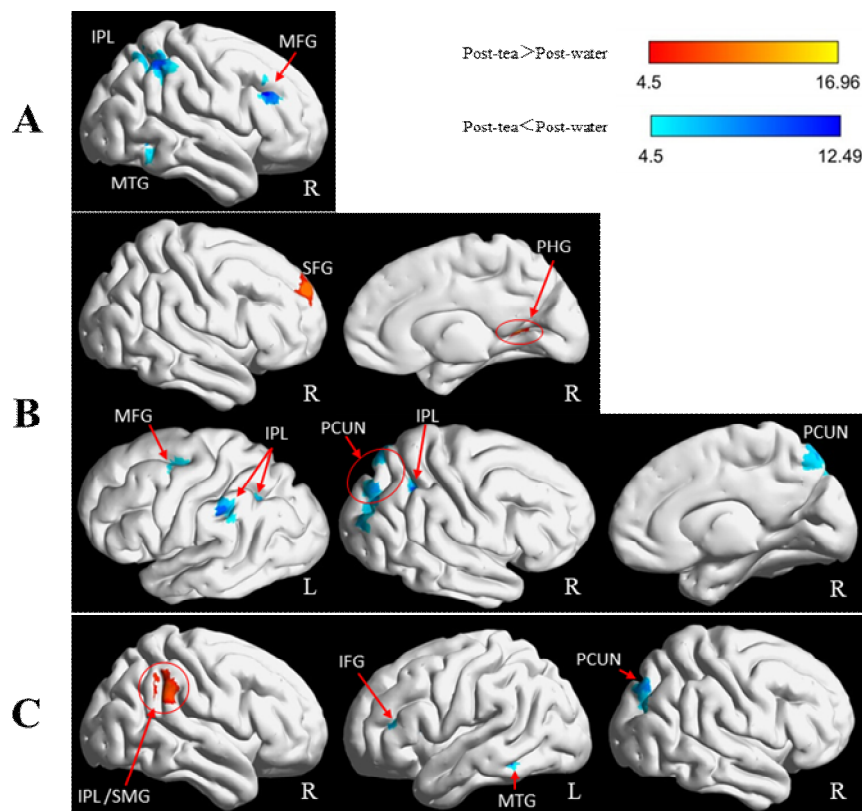 A
IPL
MFG
MTG
R
Post-tea>Post-water
4.5
16.96
Post-tea<Post-water
4.5
12.49
B
SFG
R
PHG
R
MFG
IPL
L
PCUN
IPL
R
PCUN
R
C
IPL/SMG
R
IFG
MTG
L
PCUN
R